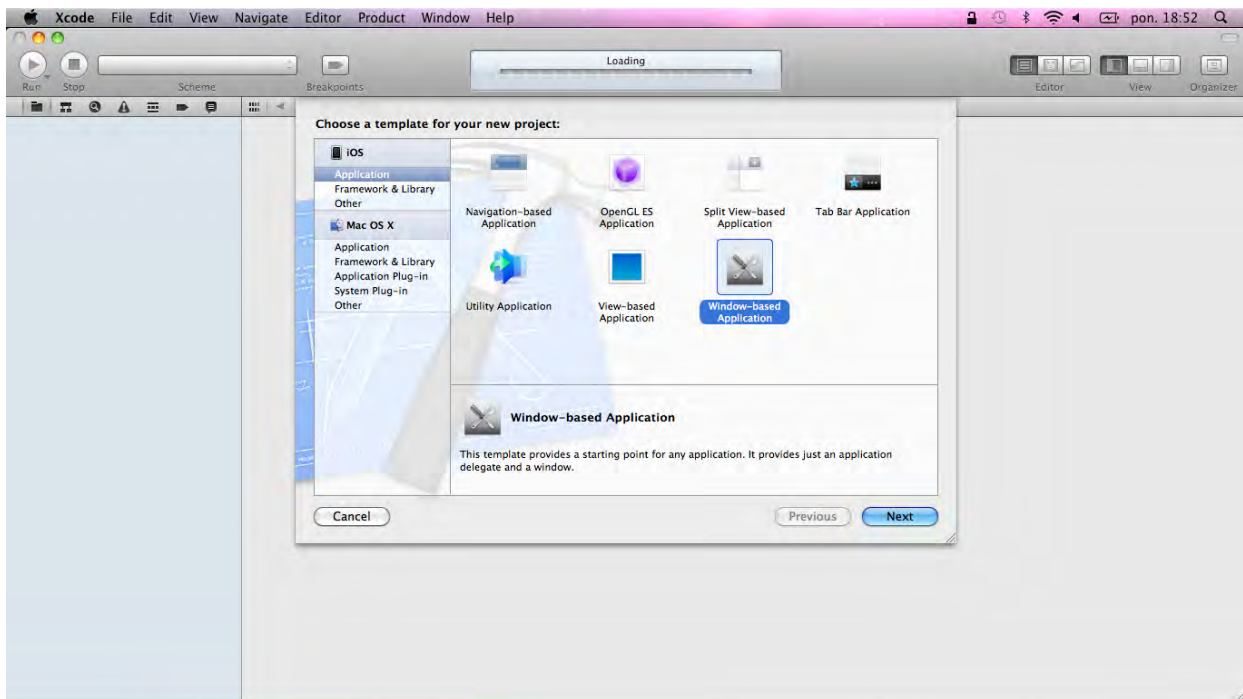 Xcode File Edit View Navigate Editor Product Window Help pon. 18:52
Loading
Run Stop Scheme Breakpoints Editor View Organizer
Choose a template for your new project:
iOS
Application
Framework & Library
Other
Mac OS X
Application
Framework & Library
Application Plug-in
System Plug-in
Other
Navigation-based
Application
OpenGL ES
Application
Split View-based
Application
Tab Bar Application
Utility Application
View-based
Application
Window-based
Application
Window-based Application
This template provides a starting point for any application. It provides just an application
delegate and a window.
Cancel Previous Next